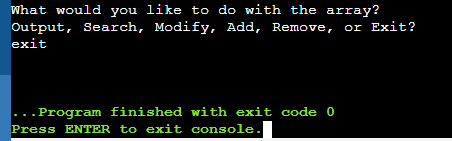 What would you like to do with the array?
Output, Search, Modify, Add, Remove, or Exit?
exit
...Program finished with exit code 0
Press ENTER to exit console.